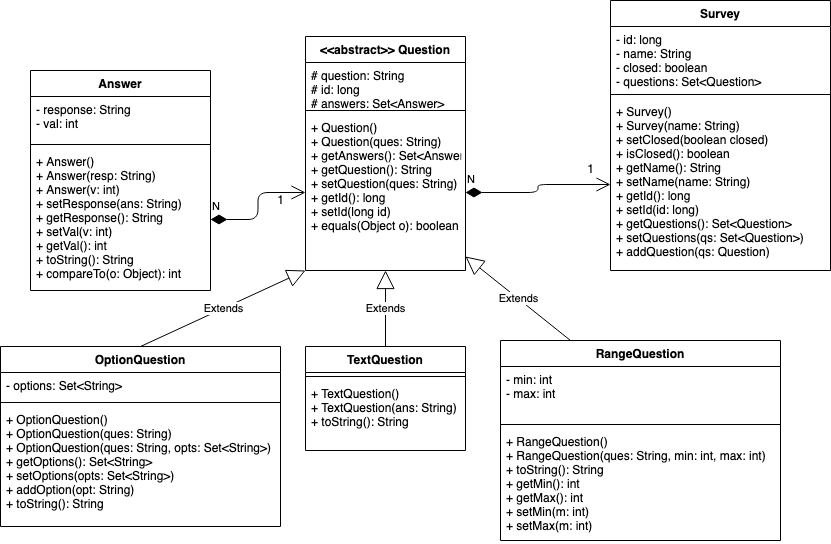 Answer
- response: String
- val: int
+ Answer()
+ Answer(resp: String)
+ Answer(v: int)
+ setResponse(ans: String)
+ getResponse(): String
+ setVal(v: int)
+ getVal(): int
+ toString(): String
+ compareTo(o: Object): int
N
1
<<abstract>> Question
# question: String
# id: long
# answers: Set<Answer>
+ Question()
+ Question(ques: String)
+ getAnswers(): Set<Answer
+ getQuestion(): String
+ setQuestion(ques: String)
+ getId(): long
+ setId(long id)
+ equals(Object o): boolean
N
1
Survey
- id: long
- name: String
- closed: boolean
- questions: Set<Question>
+ Survey()
+ Survey(name: String)
+ setClosed(boolean closed)
+ isClosed(): boolean
+ getName(): String
+ setName(name: String)
+ getId(): long
+ setId(id: long)
+ getQuestions(): Set<Question>
+ setQuestions(qs: Set<Question>)
+ addQuestion(qs: Question)
Extends
Extends
Extends
OptionQuestion
- options: Set<String>
+ OptionQuestion()
+ OptionQuestion(ques: String)
+ OptionQuestion(ques: String, opts: Set<String>)
+ getOptions(): Set<String>
+ setOptions(opts: Set<String>)
+ addOption(opt: String)
+ toString(): String
TextQuestion
+ TextQuestion()
+ TextQuestion(ans: String)
+ toString(): String
RangeQuestion
- min: int
- max: int
+ RangeQuestion()
+ RangeQuestion(ques: String, min: int, max: int)
+ toString(): String
+ getMin(): int
+ getMax(): int
+ setMin(m: int)
+ setMax(m: int)